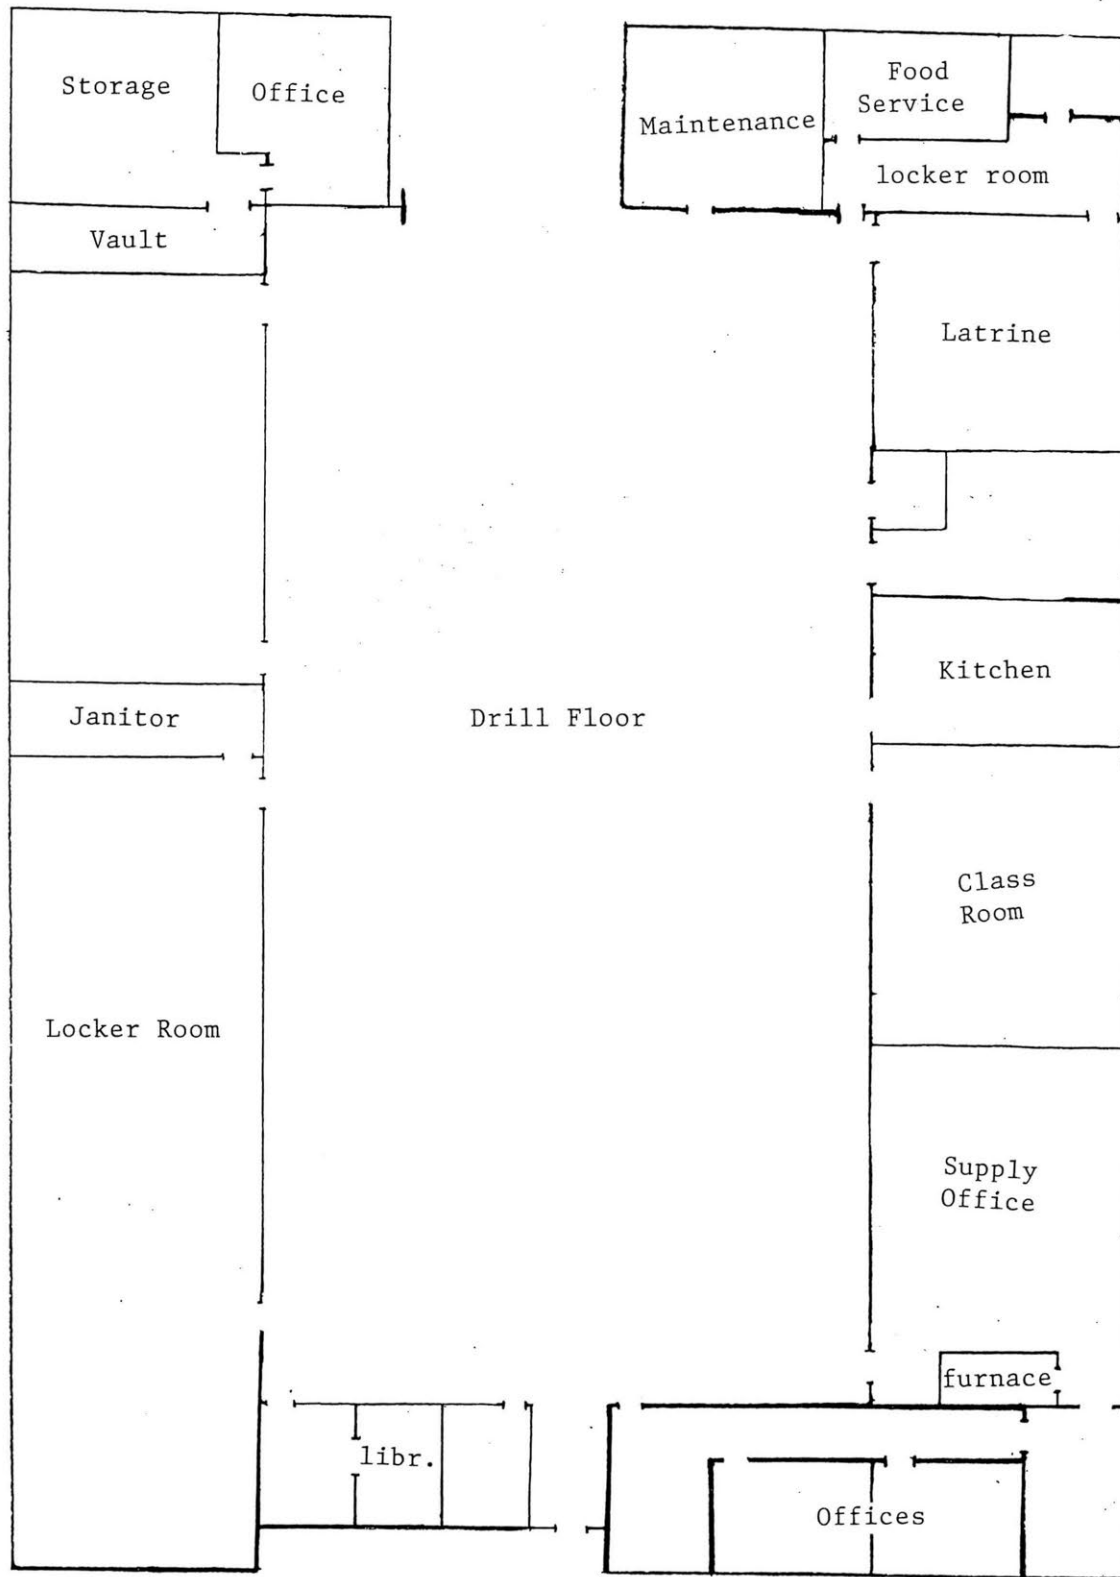 Storage
Office
Maintenance
Food
Service
locker room
Vault
Latrine
Kitchen
Janitor
Drill Floor
Class
Room
Locker Room
Supply
Office
furnace
libr.
Offices